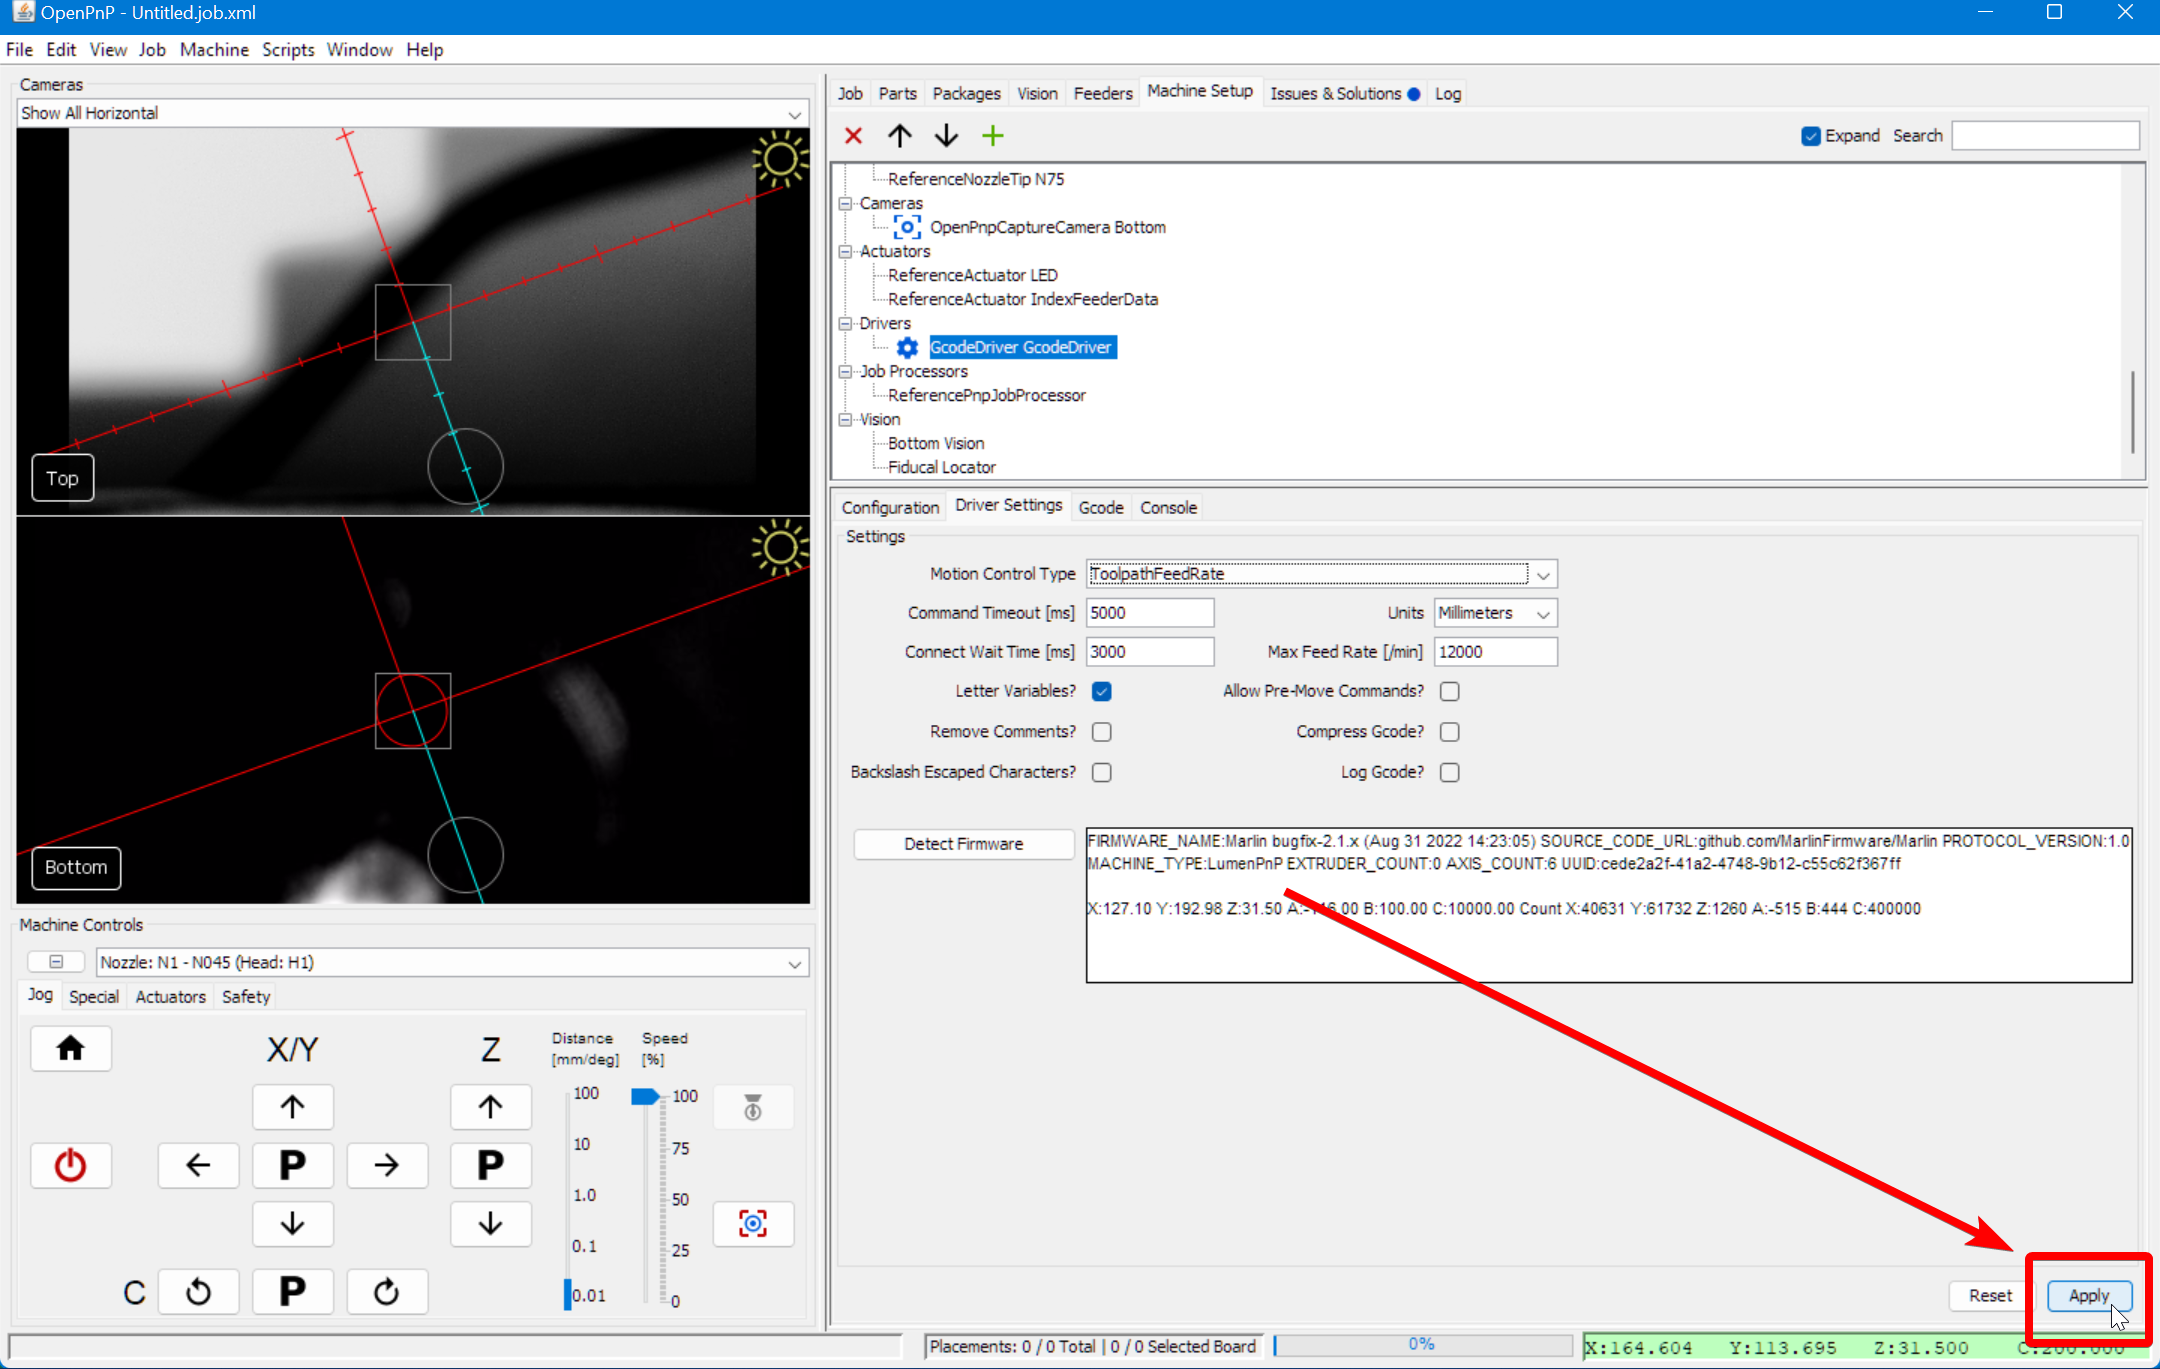 OpenPnP - Untitled.job.xml
File Edit View Job Machine Scripts Window Help
Cameras
Show All Horizontal
Top
Bottom
Machine Controls
Nozzle: N1 - N045 (Head: H1)
Jog Special Actuators Safety
X/Y Z Distance [mm/deg] Speed [%]
100 100
10 75
P P
1.0 50
0.1 25
C P 0.01 0
Job Parts Packages Vision Feeders Machine Setup Issues & Solutions Log
Expand Search
ReferenceNozzleTip N75
Cameras
OpenPnpCaptureCamera Bottom
Actuators
ReferenceActuator LED
ReferenceActuator IndexFeederData
Drivers
GcodeDriver GcodeDriver
Job Processors
ReferencePnpJobProcessor
Vision
Bottom Vision
Fiducal Locator
Configuration Driver Settings Gcode Console
Settings
Motion Control Type ToolpathFeedRate
Command Timeout [ms] 5000 Units Millimeters
Connect Wait Time [ms] 3000 Max Feed Rate [/min] 12000
Letter Variables? Allow Pre-Move Commands?
Remove Comments? Compress Gcode?
Backslash Escaped Characters? Log Gcode?
Detect Firmware
FIRMWARE_NAME:Marlin bugfix-2.1.x (Aug 31 2022 14:23:05) SOURCE_CODE_URL:github.com/MarlinFirmware/Marlin PROTOCOL_VERSION:1.0
MACHINE_TYPE:LumenPnP EXTRUDER_COUNT:0 AXIS_COUNT:6 UUID:cede2a2f-41a2-4748-9b12-c55c62f367ff
X:127.10 Y:192.98 Z:31.50 B:100.00 C:10000.00 Count X:40631 Y:61732 Z:1260 A:-515 B:444 C:400000
Reset Apply
Placements: 0 / 0 Total | 0 / 0 Selected Board 0% X:164.604 Y:113.695 Z:31.500